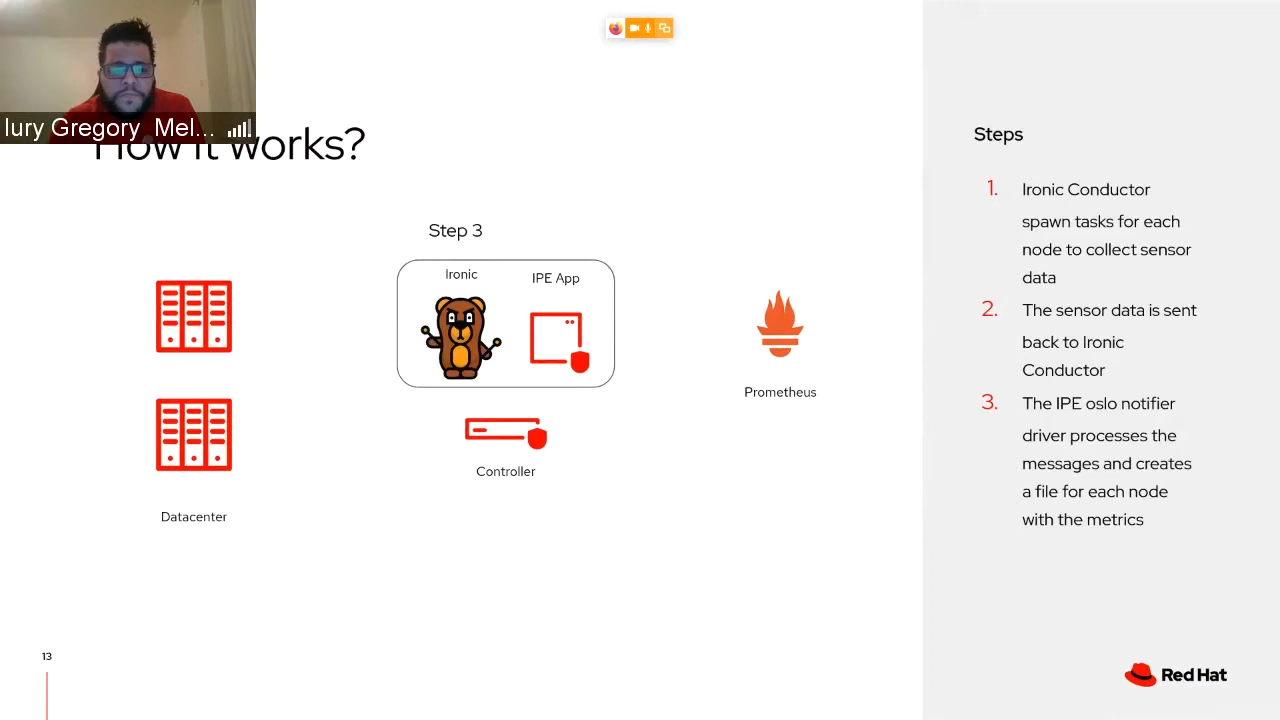 Iury Gregory Mel...
How it works?
Step 3
Ironic
IPE App
Controller
Datacenter
Prometheus
13
Steps
1. Ironic Conductor
spawn tasks for each
node to collect sensor
data
2. The sensor data is sent
back to Ironic
Conductor
3. The IPE oslo notifier
driver processes the
messages and creates
a file for each node
with the metrics
Red Hat